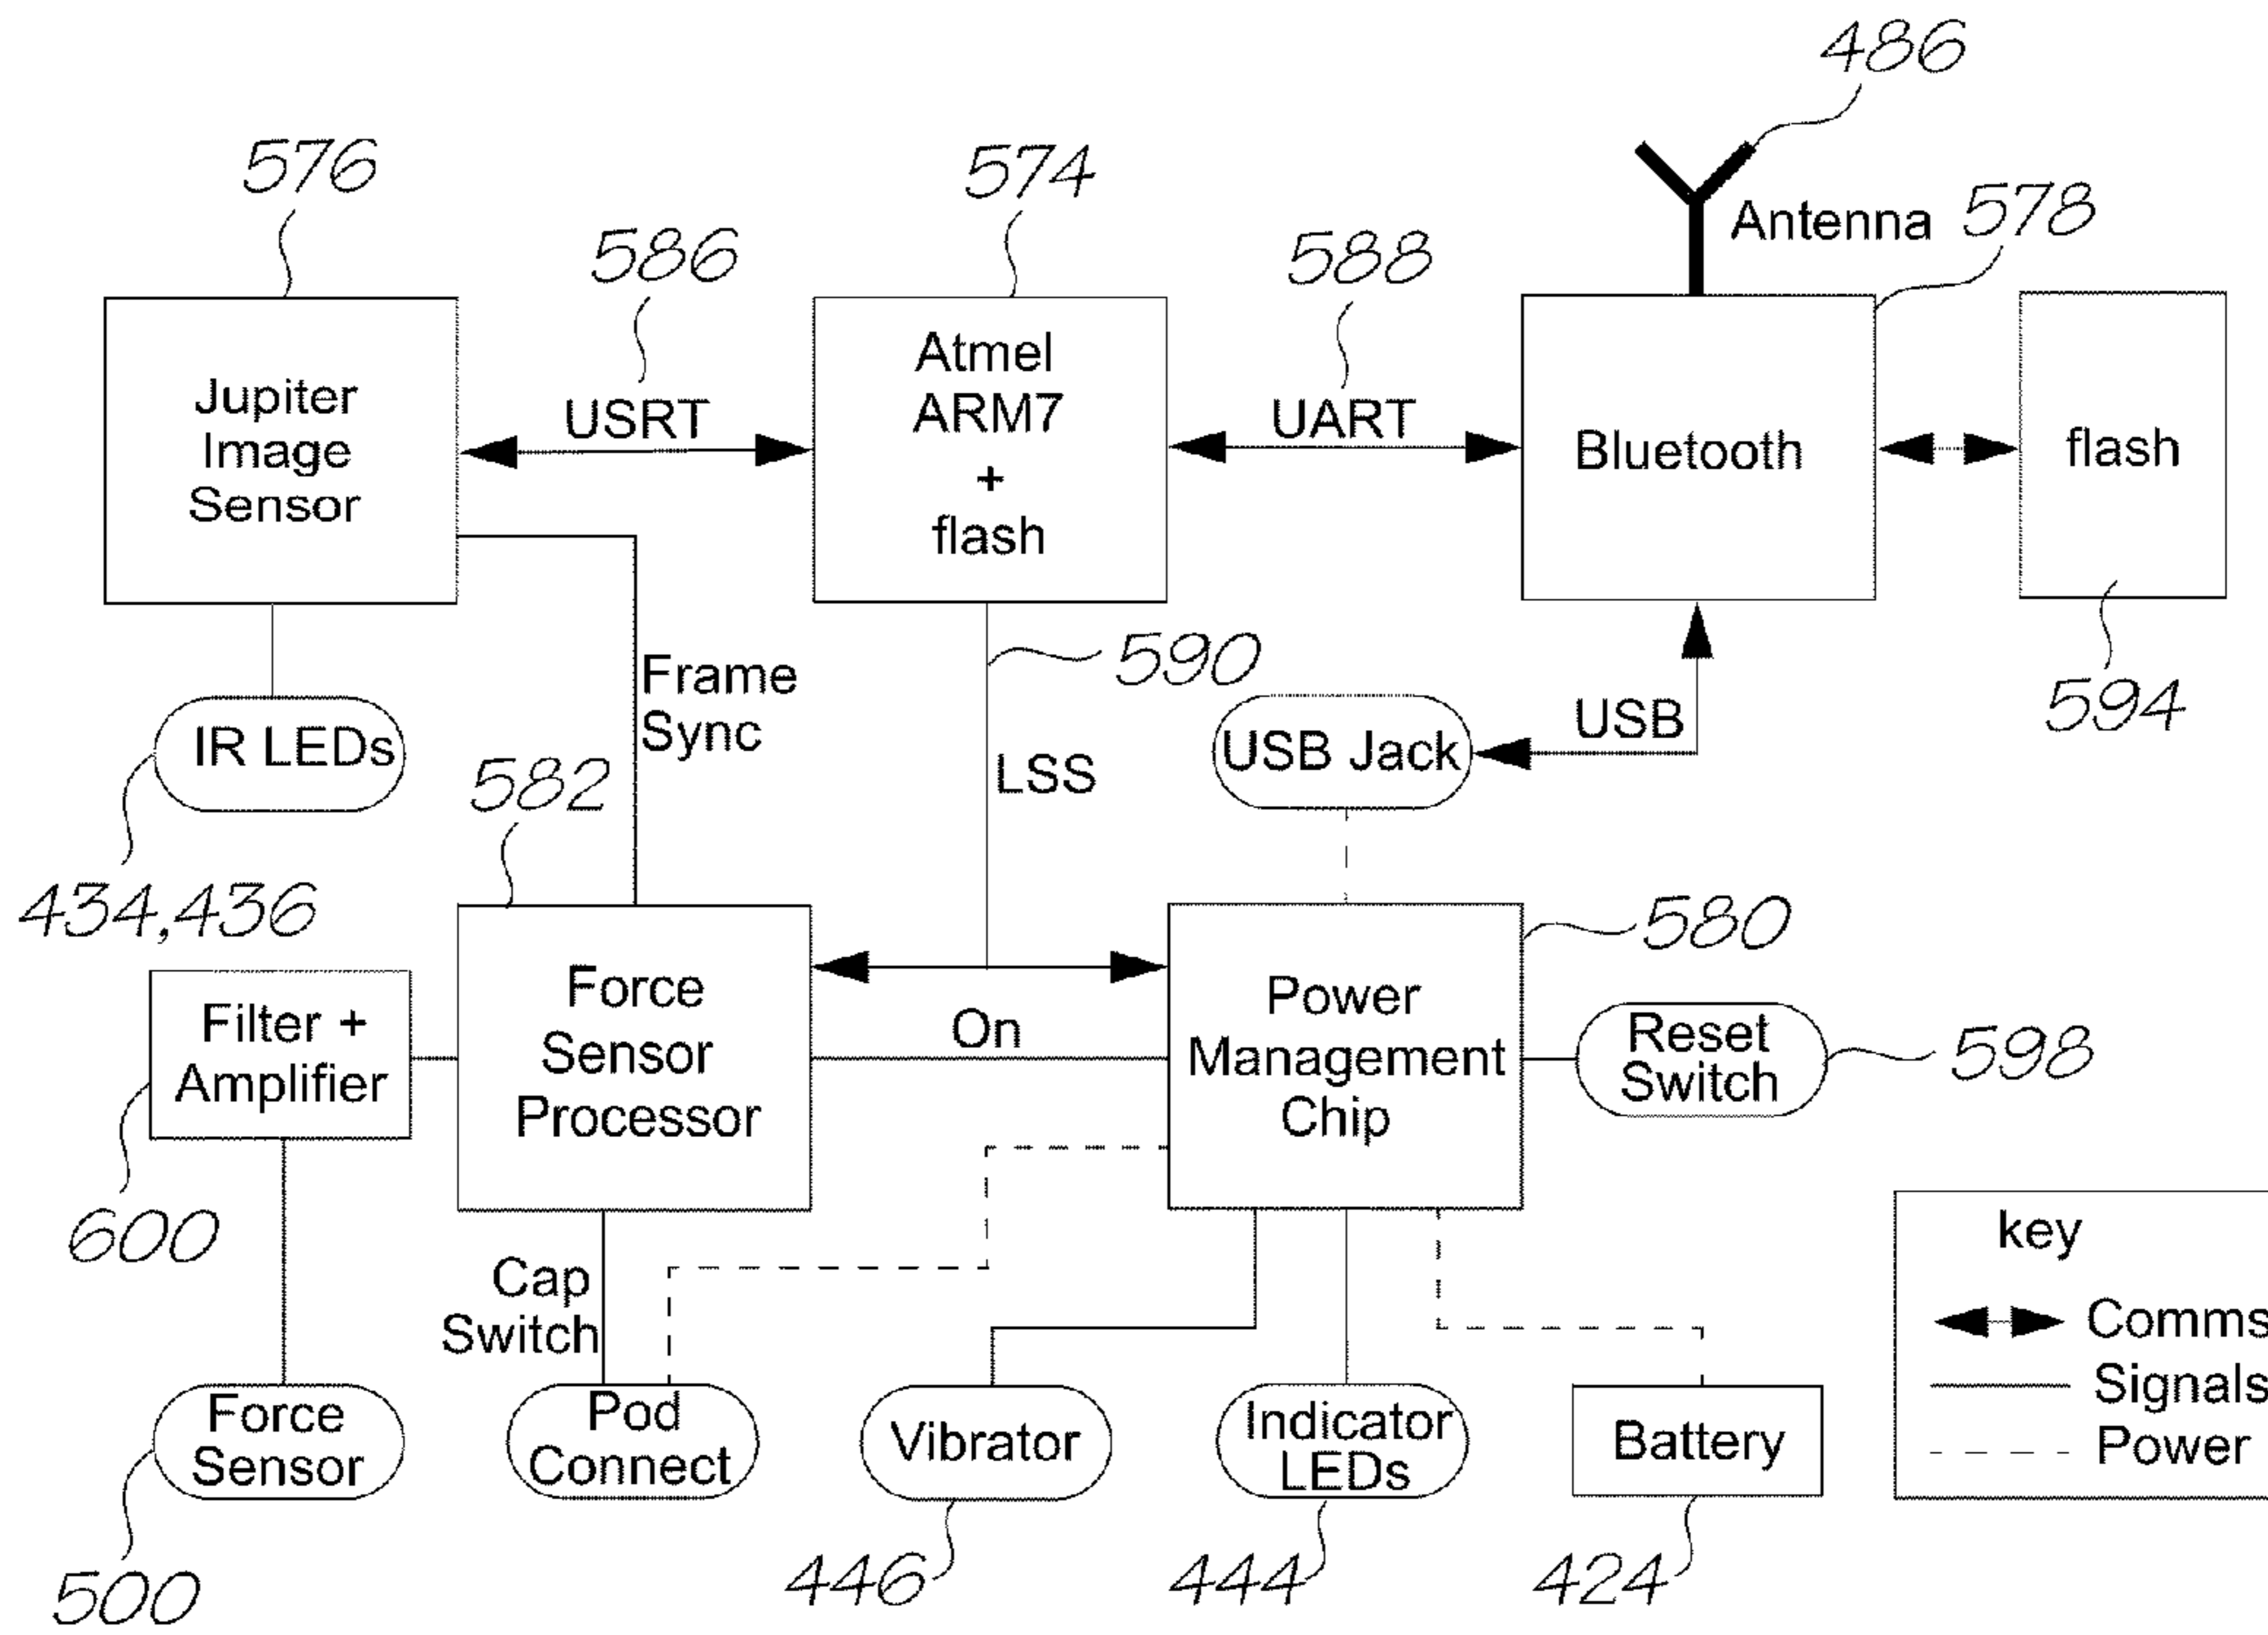 486
576
574
Antenna
578
586
588
Jupiter
Image
Sensor
USRT
Atmel
ARM7
+
flash
UART
Bluetooth
flash
594
590
Frame
Sync
IR LEDs
434,436
582
LSS
USB Jack
USB
580
Filter +
Amplifier
600
Force
Sensor
Processor
On
Power
Management
Chip
Reset
Switch
598
Cap
Switch
key
Comms
Signals
Power
Force
Sensor
500
Pod
Connect
Vibrator
446
Indicator
LEDs
444
Battery
424